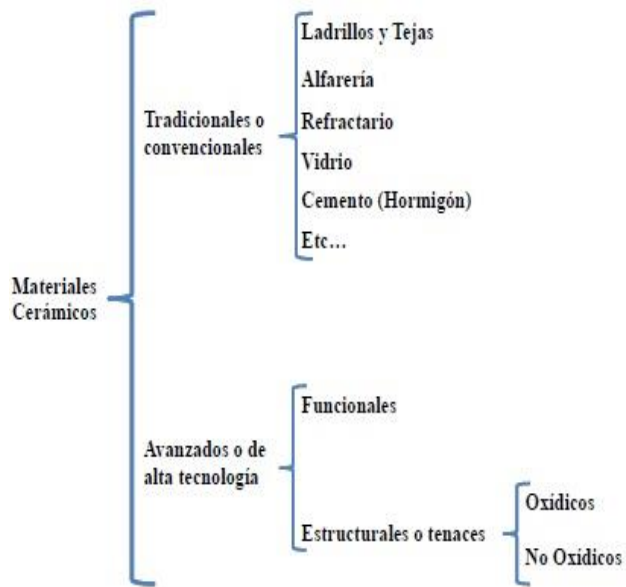 Materiales
Cerámicos
Tradicionales o
convencionales
Ladrillos y Tejas
Alfarería
Refractario
Vidrio
Cemento (Hormigón)
Etc...
Avanzados o de
alta tecnología
Funcionales
Estructurales o tenaces
Oxídicos
No Oxídicos